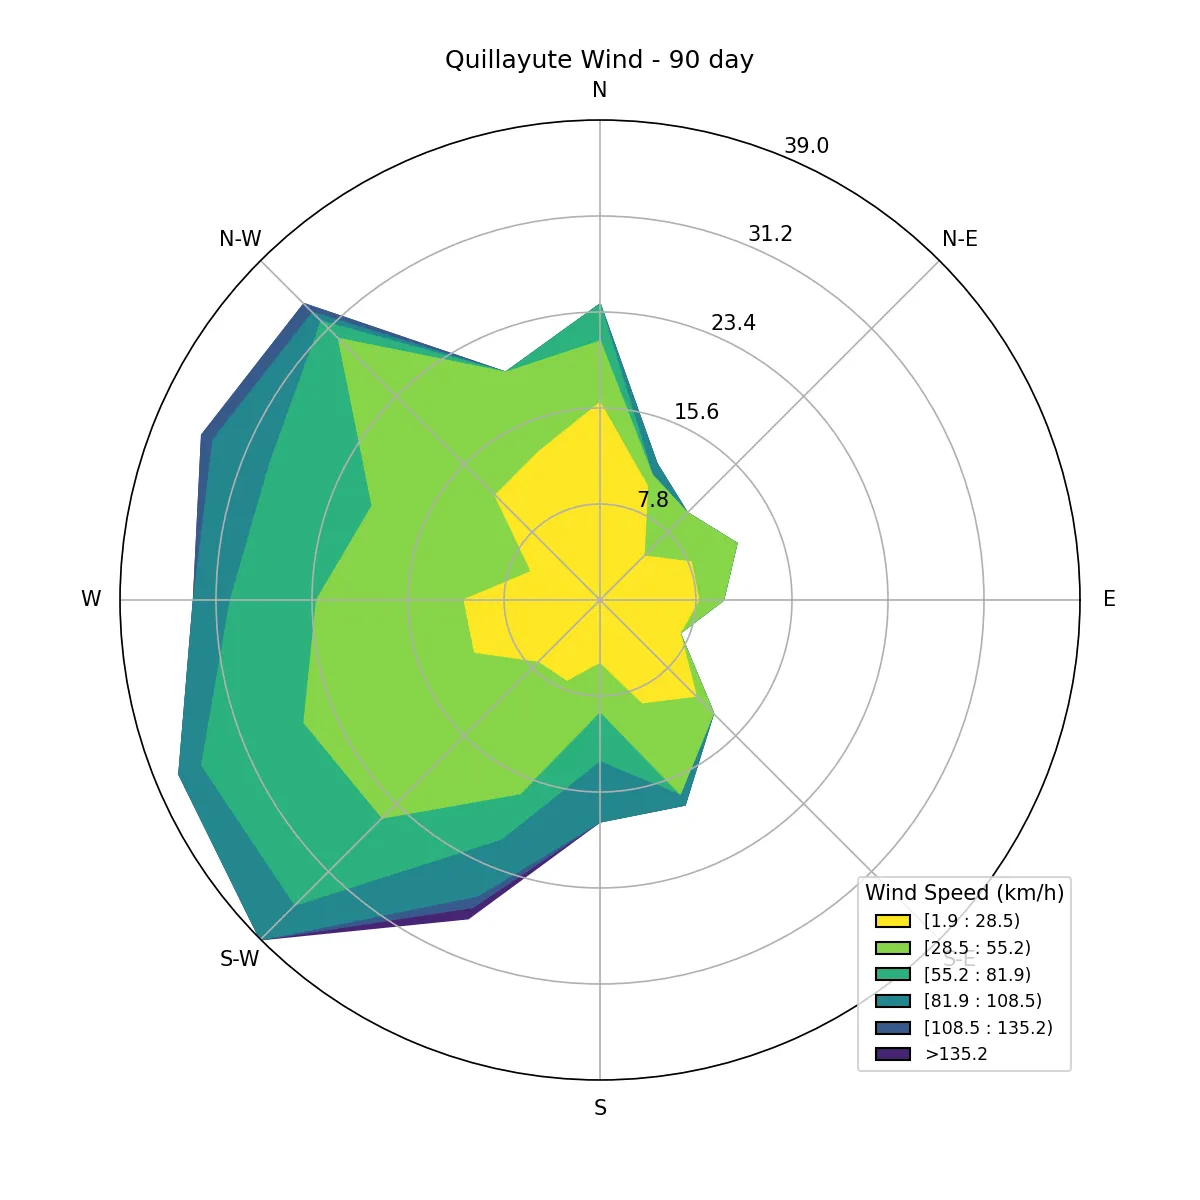 Quillayute Wind - 90 day
N
39.0
31.2
N-W
N-E
23.4
15.6
7.8
W
E
S-W
S-E
Wind Speed (km/h)
[1.9 : 28.5)
[28.5 : 55.2)
[55.2 : 81.9)
[81.9 : 108.5)
[108.5 : 135.2)
>135.2
S